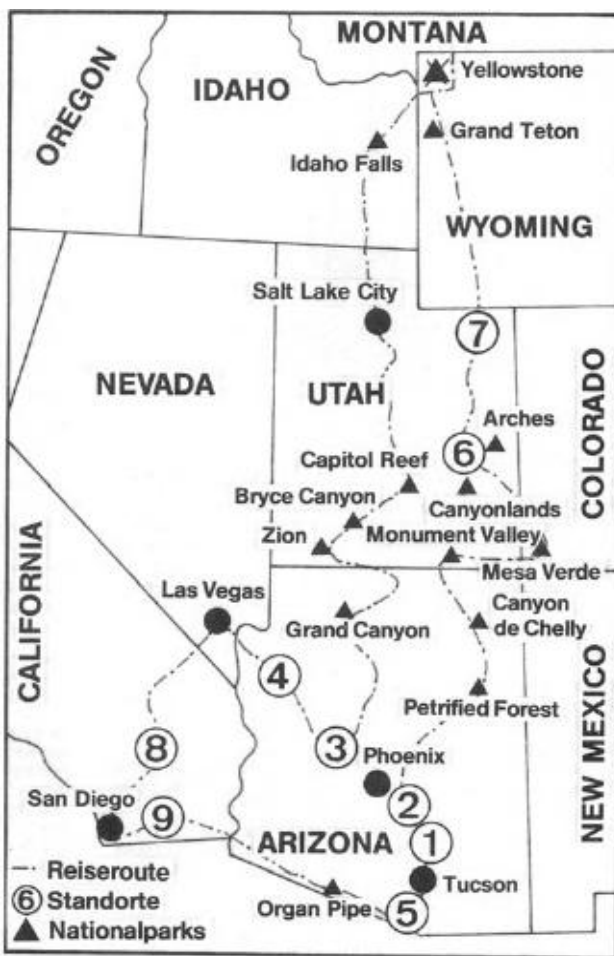 MONTANA
Yellowstone
IDAHO
OREGON
Grand Teton
Idaho Falls
WYOMING
Salt Lake City
7
NEVADA
UTAH
COLORADO
Arches
6
Capitol Reef
Canyonlands
Bryce Canyon
Monument Valley
Zion
Mesa Verde
CALIFORNIA
Las Vegas
Grand Canyon
Canyon
de Chelly
4
Petrified Forest
NEW MEXICO
8
3
Phoenix
2
San Diego
9
1
ARIZONA
Reiseroute
Tucson
6 Standorte
Organ Pipe
5
Nationalparks